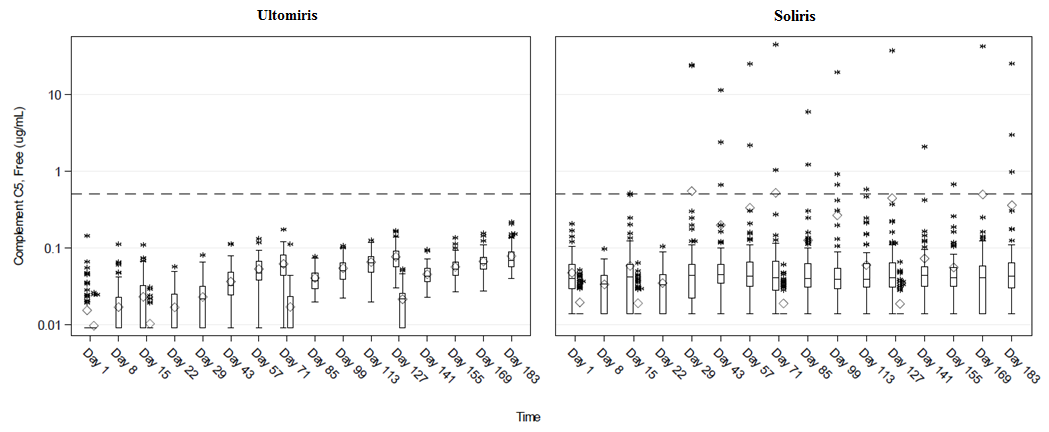 Ultomiris
Soliris
Complement C5, Free (ug/mL)
10
1
0.1
0.01
Day 1
Day 8
Day 15
Day 22
Day 29
Day 43
Day 57
Day 71
Day 85
Day 99
Day 113
Day 127
Day 141
Day 155
Day 169
Day 183
Day 1
Day 8
Day 15
Day 22
Day 29
Day 43
Day 57
Day 71
Day 85
Day 99
Day 113
Day 127
Day 141
Day 155
Day 169
Day 183
Time